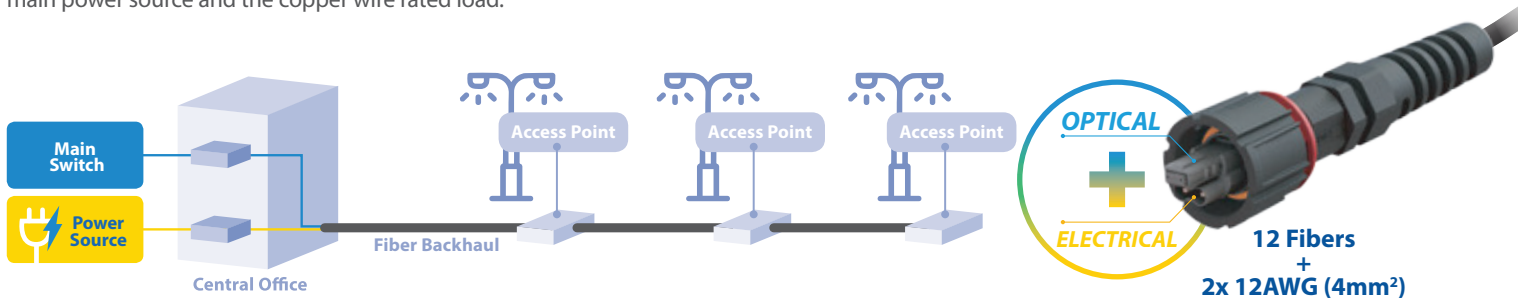 main power source and the copper wire rated load.
Main
Switch
Power
Source
Central Office
Fiber Backhaul
Access Point
Access Point
Access Point
OPTICAL
ELECTRICAL
12 Fibers
+
2x 12AWG (4mm²)